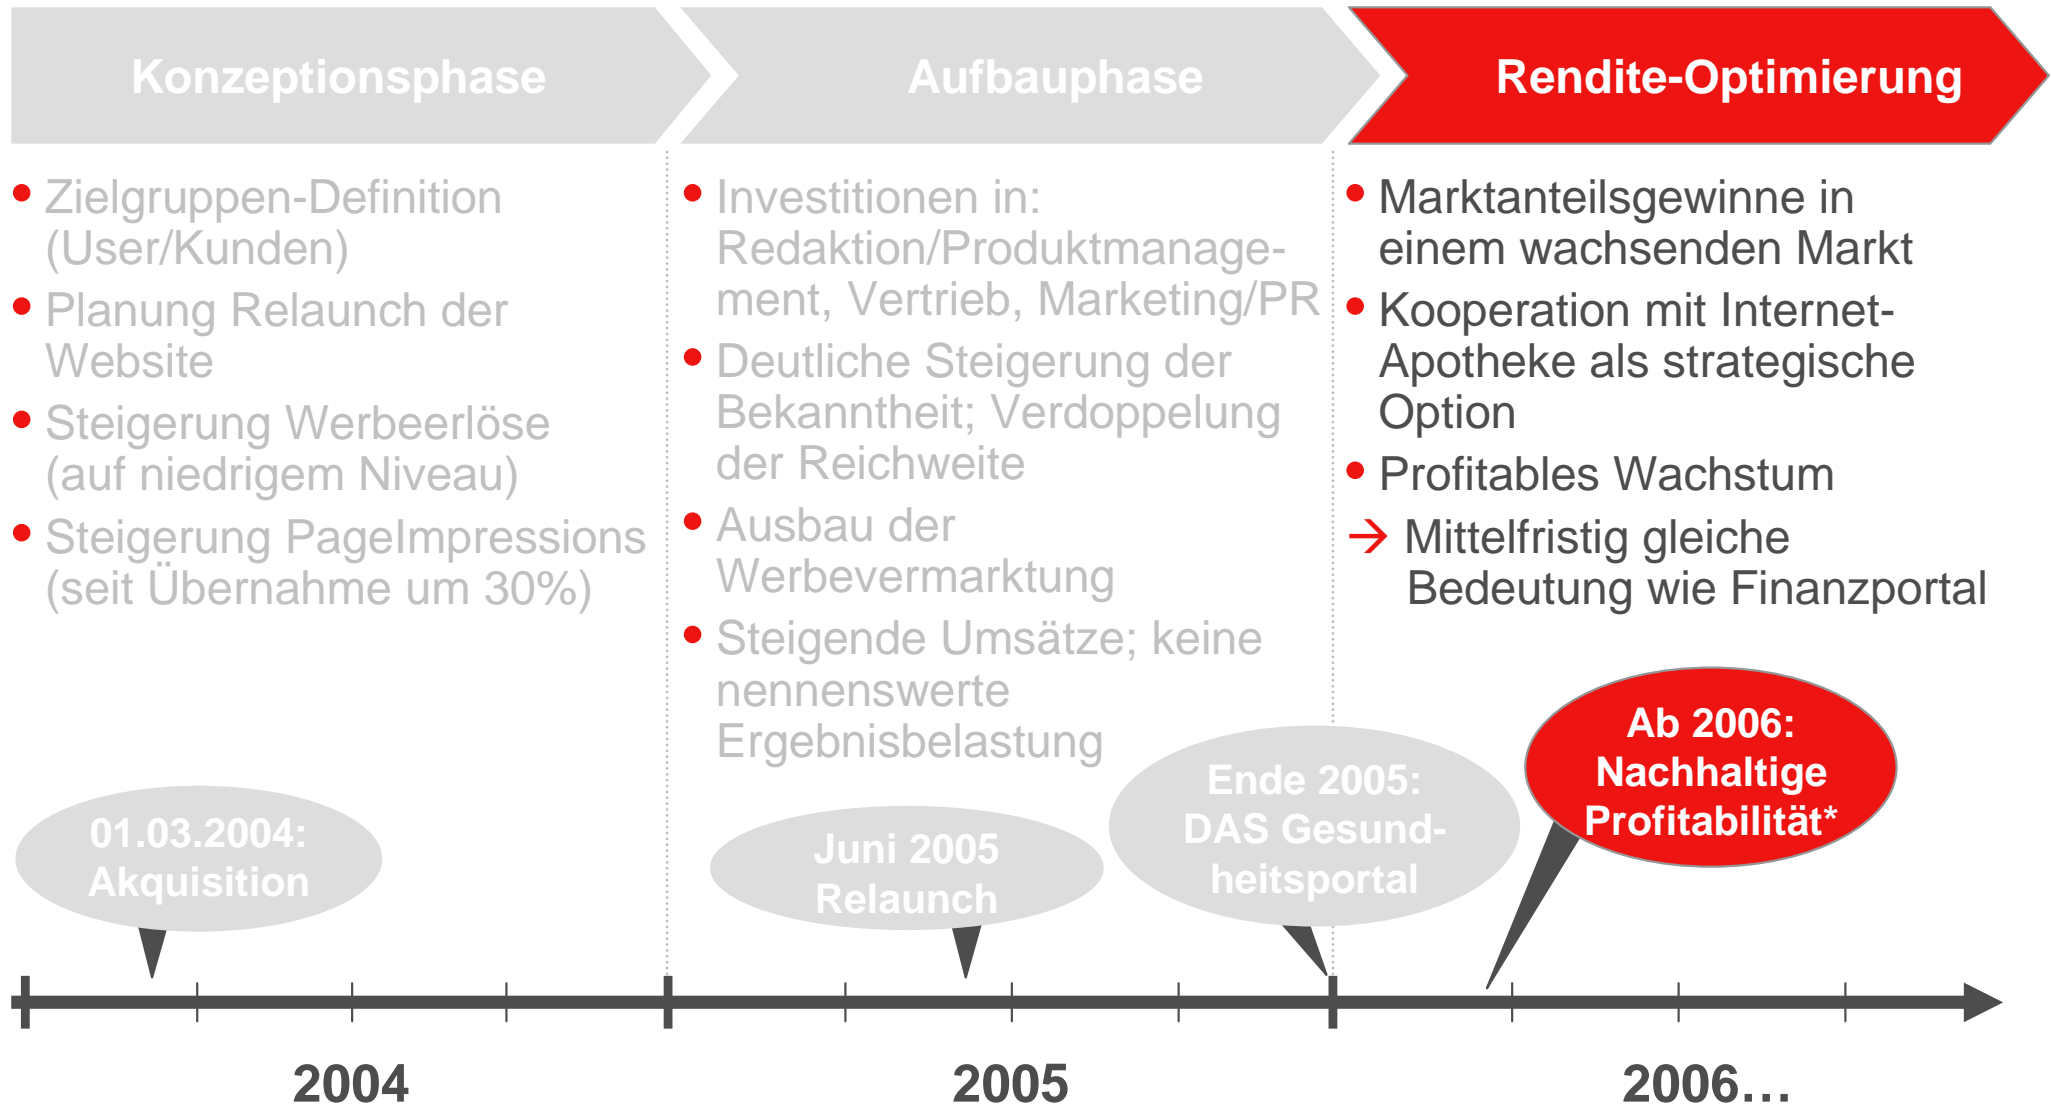 Konzeptionsphase
Aufbauphase
Rendite-Optimierung
• Zielgruppen-Definition
(User/Kunden)
• Planung Relaunch der
Website
• Steigerung Werbeerlöse
(auf niedrigem Niveau)
• Steigerung PageImpressions
(seit Übernahme um 30%)
• Investitionen in:
Redaktion/Produktmanage-
ment, Vertrieb, Marketing/PR
• Deutliche Steigerung der
Bekanntheit; Verdoppelung
der Reichweite
• Ausbau der
Werbevermarktung
• Steigende Umsätze; keine
nennenswerte
Ergebnisbelastung
• Marktanteilsgewinne in
einem wachsenden Markt
• Kooperation mit Internet-
Apotheke als strategische
Option
• Profitables Wachstum
→ Mittelfristig gleiche
Bedeutung wie Finanzportal
01.03.2004:
Akquisition
Juni 2005
Relaunch
Ende 2005:
DAS Gesund-
heitsportal
Ab 2006:
Nachhaltige
Profitabilität*
2004
2005
2006…